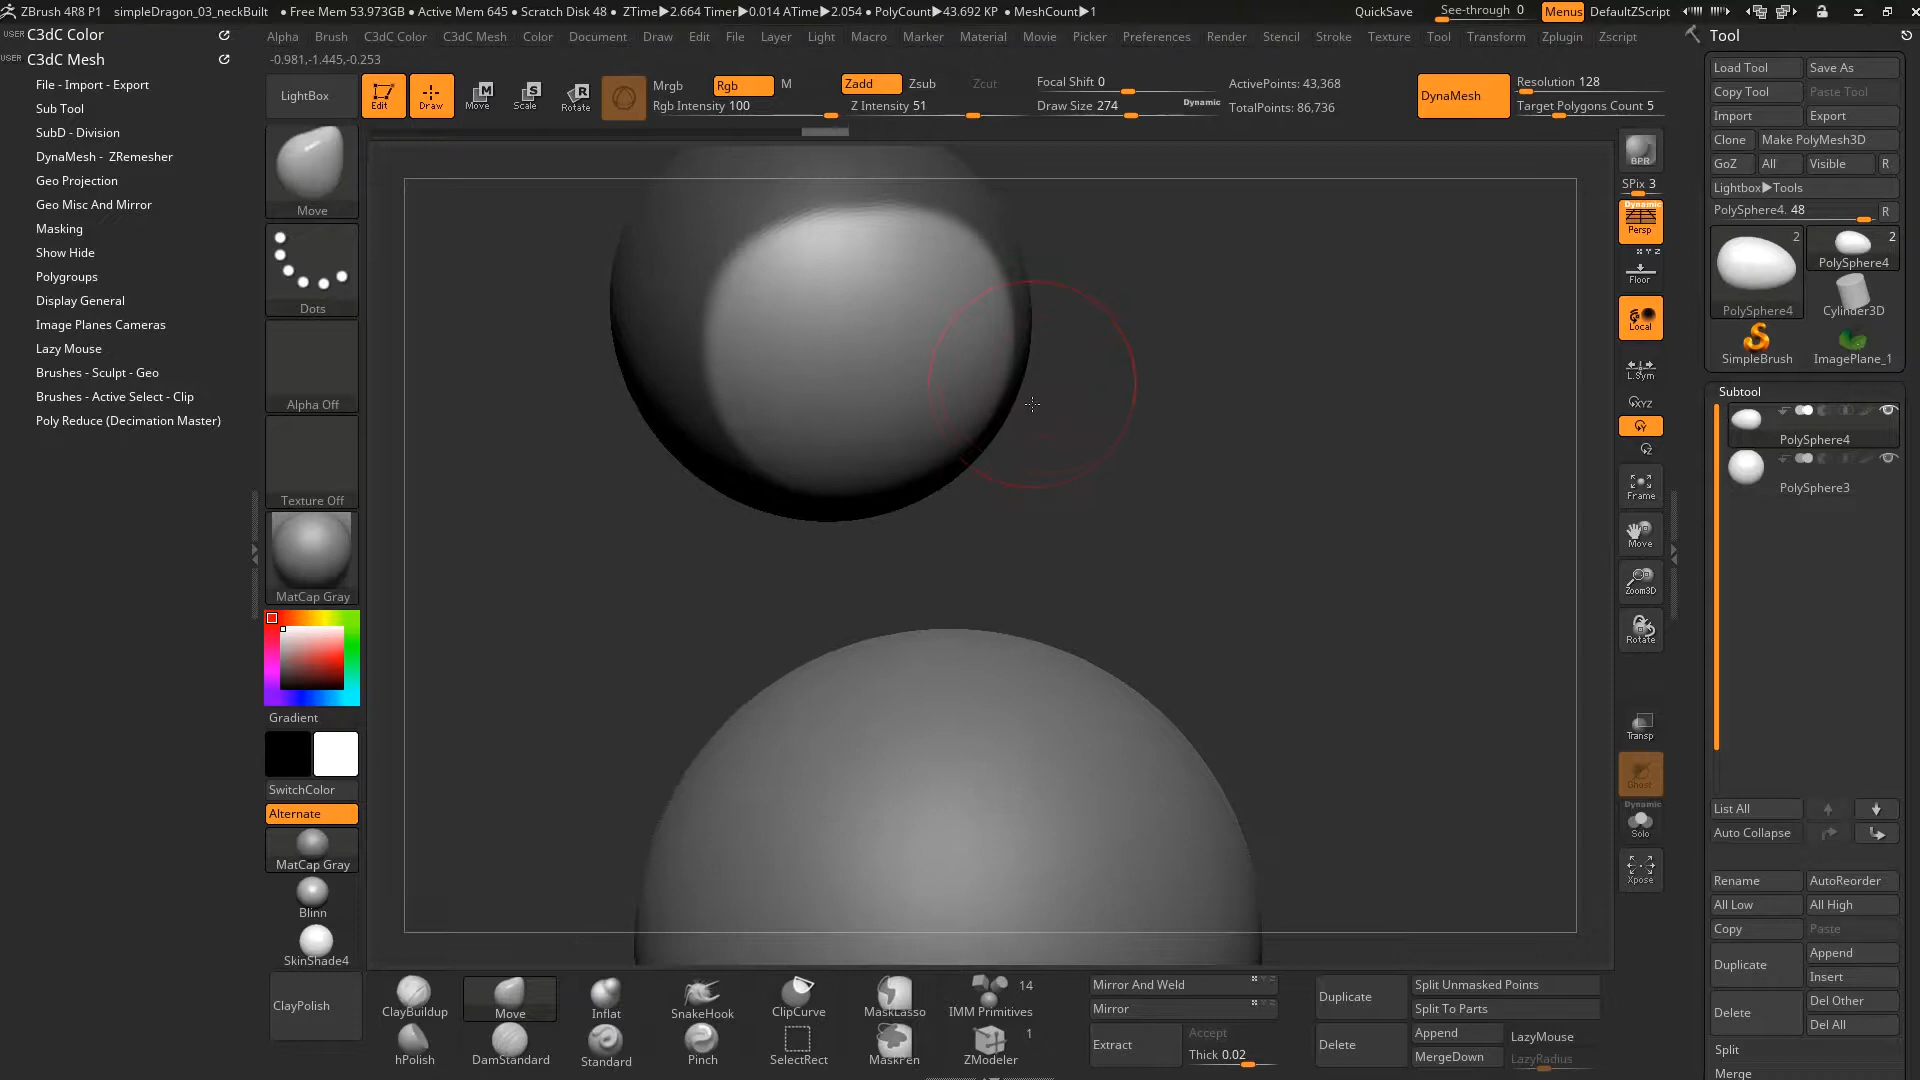 ZBrush 4R8 P1 simpleDragon_03_neckBuilt • Free Mem 53.973GB • Active Mem 645 • Scratch Disk 48 • ZTime▶2.664 Timer▶0.014 ATime▶2.054 • PolyCount▶43.692 KP • MeshCount▶1 QuickSave See-through 0 Menus DefaultZScript
USER C3dC Color
USER C3dC Mesh
File - Import - Export
Sub Tool
SubD - Division
DynaMesh - ZRemesher
Geo Projection
Geo Misc And Mirror
Masking
Show Hide
Polygroups
Display General
Image Planes Cameras
Lazy Mouse
Brushes - Sculpt - Geo
Brushes - Active Select - Clip
Poly Reduce (Decimation Master)
Alpha Brush C3dC Color C3dC Mesh Color Document Draw Edit File Layer Light Macro Marker Material Movie Picker Preferences Render Stencil Stroke Texture Tool Transform Zplugin Zscript
-0.981,-1.445,-0.253
LightBox Edit Draw Move Scale Rotate
Mrgb Rgb M Zadd Zsub Zcut Focal Shift 0 ActivePoints: 43,368
Rgb Intensity 100 Z Intensity 51 Draw Size 274 Dynamic TotalPoints: 86,736
DynaMesh
Resolution 128
Target Polygons Count 5
Move
Dots
Alpha Off
Texture Off
MatCap Gray
Gradient
SwitchColor
Alternate
MatCap Gray
Blinn
SkinShade4
ClayPolish
BPR
SPix 3
Dynamic
Persp
X Y Z
Floor
Local
L.Sym
XYZ
Y
Z
Frame
Move
Zoom3D
Rotate
Transp
Ghost
Dynamic
Solo
Xpose
Tool
Load Tool Save As
Copy Tool Paste Tool
Import Export
Clone Make PolyMesh3D
GoZ All Visible R
Lightbox▶Tools
PolySphere4. 48 R
2 2
PolySphere4
PolySphere4 Cylinder3D
SimpleBrush ImagePlane_1
Subtool
PolySphere4
PolySphere3
List All
Auto Collapse
Rename AutoReorder
All Low All High
Copy Paste
Duplicate Append
Insert
Delete Del Other
Del All
Split
Merge
ClayBuildup Move Inflat SnakeHook ClipCurve MaskLasso IMM Primitives 14
hPolish DamStandard Standard Pinch SelectRect MaskPen ZModeler 1
Mirror And Weld
Mirror
Extract Accept
Thick 0.02
Duplicate
Delete
Split Unmasked Points
Split To Parts
Append
MergeDown
LazyMouse
LazyRadius